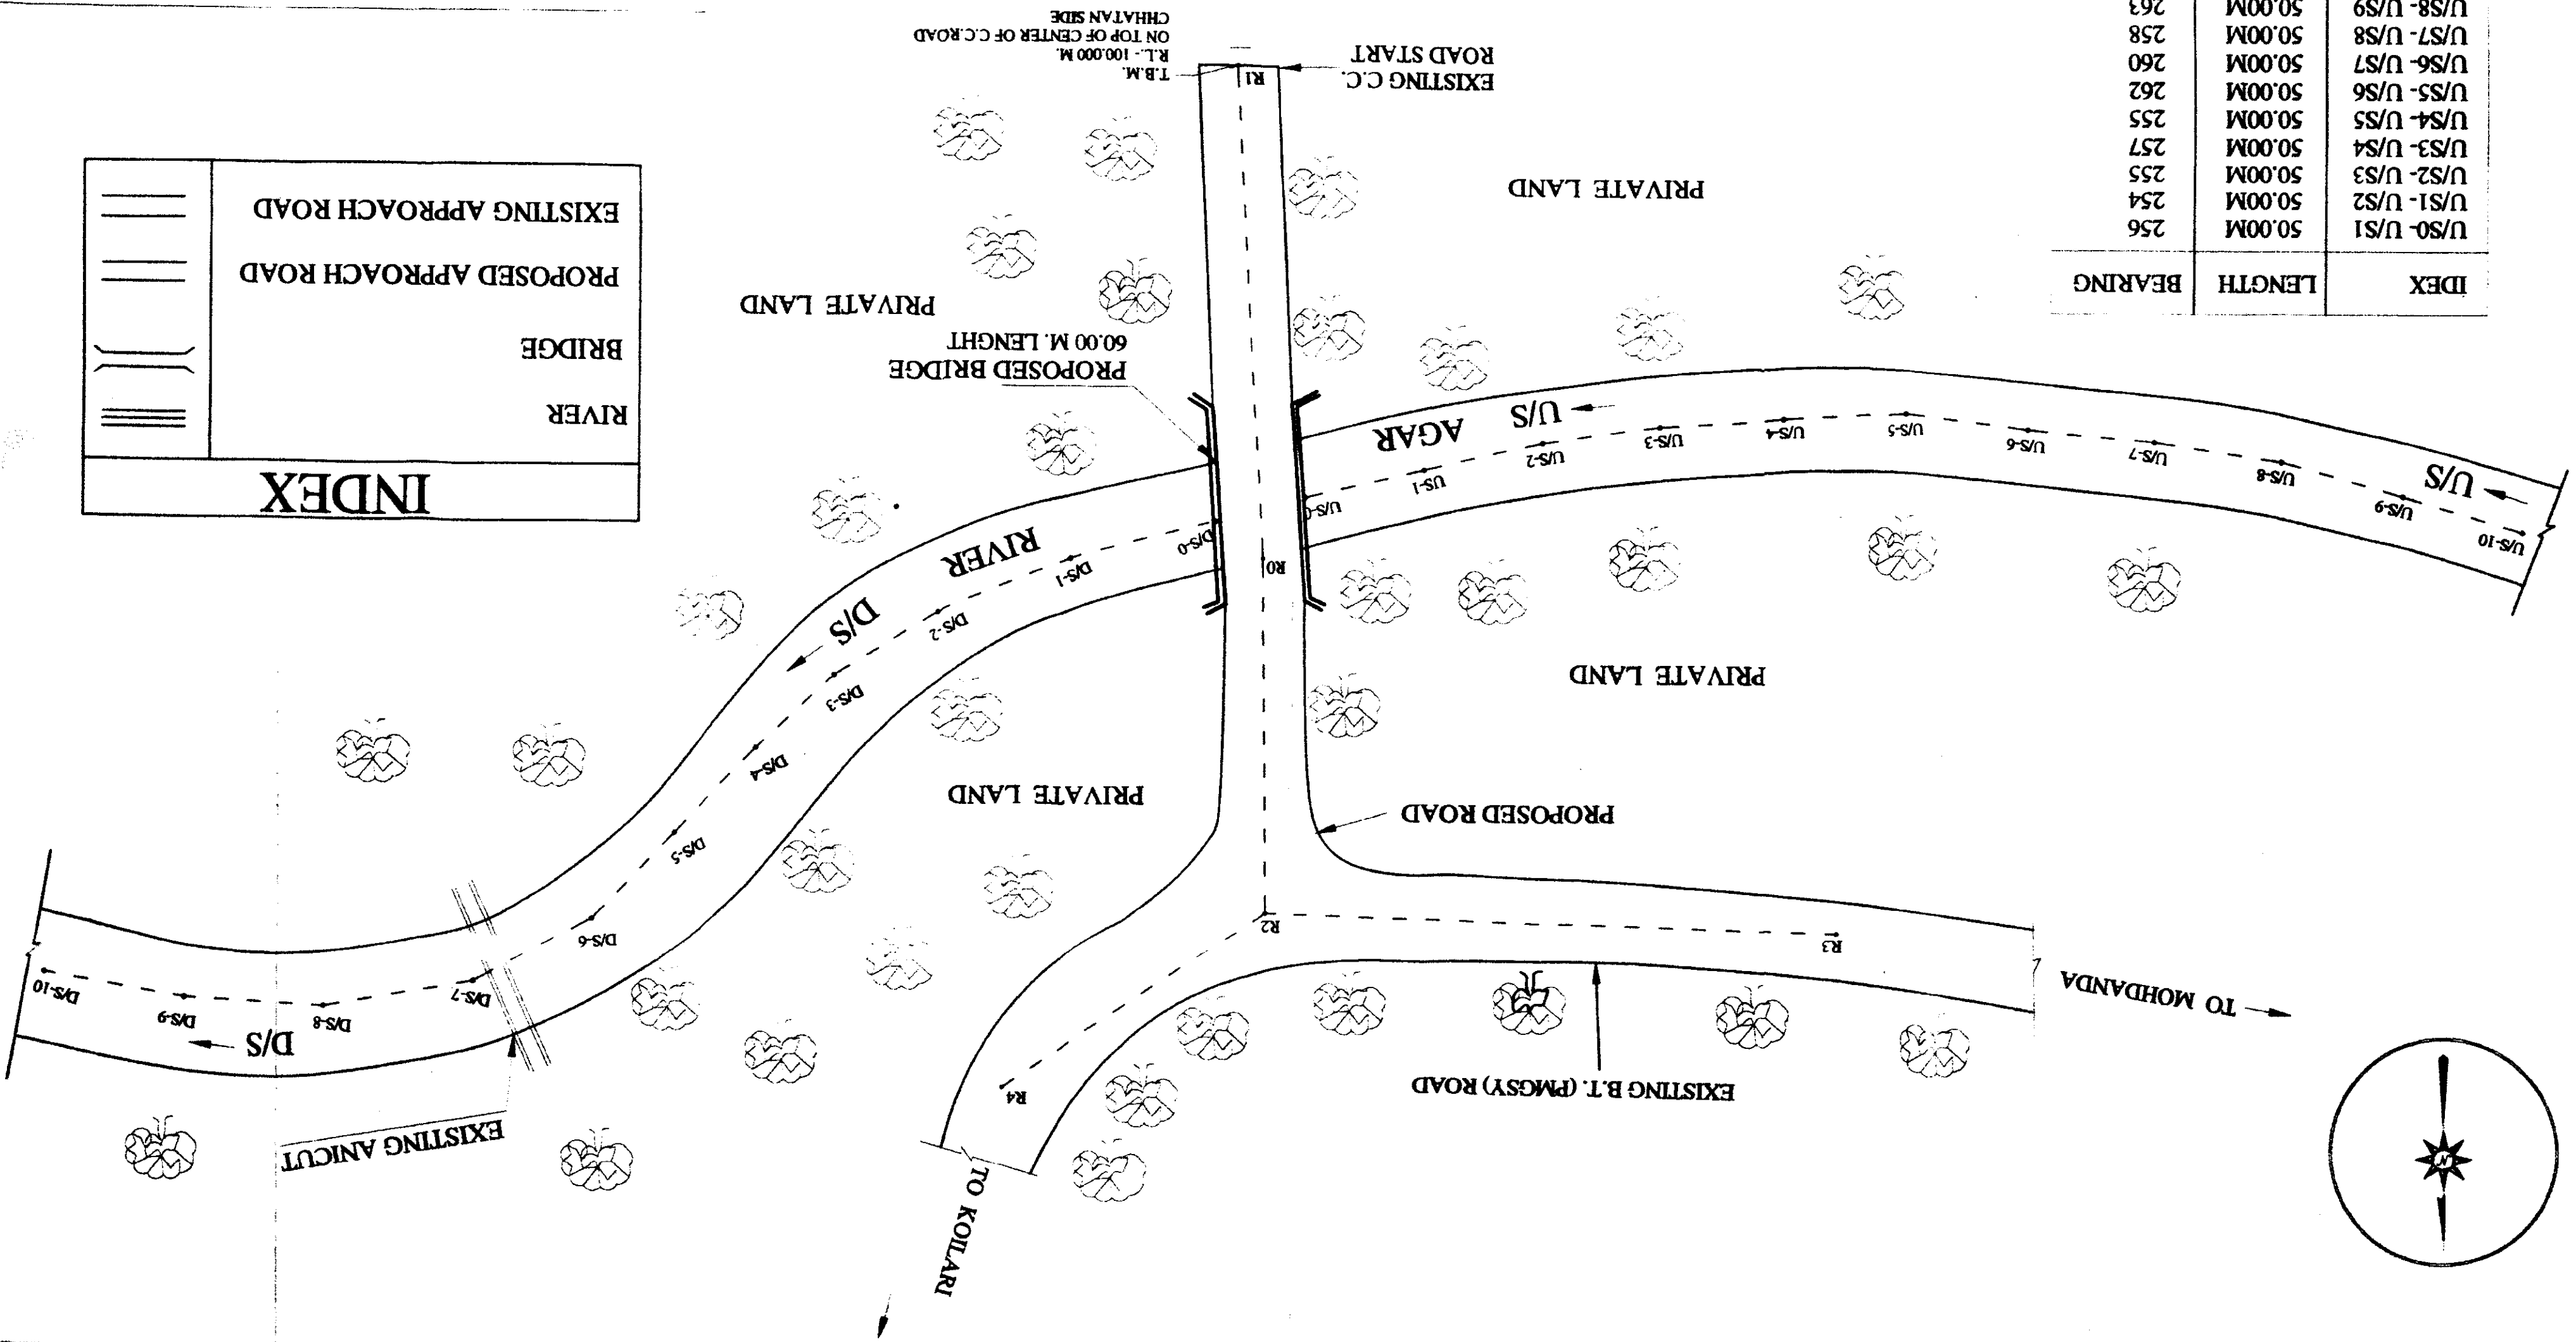 N
TO KOILARI
EXISTING ANICUT
EXISTING B.T. (PMGSY) ROAD
TO MOHDANDA
R4
D/S
D/S-10
D/S-9
D/S-8
D/S-7
D/S-6
R3
R2
D/S-5
D/S-4
D/S-3
D/S-2
D/S-1
D/S-0
PROPOSED ROAD
PRIVATE LAND
PRIVATE LAND
D/S
RIVER
R0
U/S-10
U/S-9
U/S-8
U/S-7
U/S-6
U/S-5
U/S-4
U/S-3
U/S-2
US-1
U/S-0
U/S
U/S
AGAR
INDEX
RIVER
BRIDGE
PROPOSED APPROACH ROAD
EXISTING APPROACH ROAD
PROPOSED BRIDGE
60.00 M. LENGHT
PRIVATE LAND
PRIVATE LAND
IDEX LENGTH BEARING
U/S0- U/S1 50.00M 256
U/S1- U/S2 50.00M 254
U/S2- U/S3 50.00M 255
U/S3- U/S4 50.00M 257
U/S4- U/S5 50.00M 255
U/S5- U/S6 50.00M 262
U/S6- U/S7 50.00M 260
U/S7- U/S8 50.00M 258
U/S8- U/S9 50.00M 263
EXISTING C.C.
ROAD START
R1
T.B.M.
R.L.- 100.000 M.
ON TOP OF CENTER OF C.C.ROAD
CHHATAN SIDE